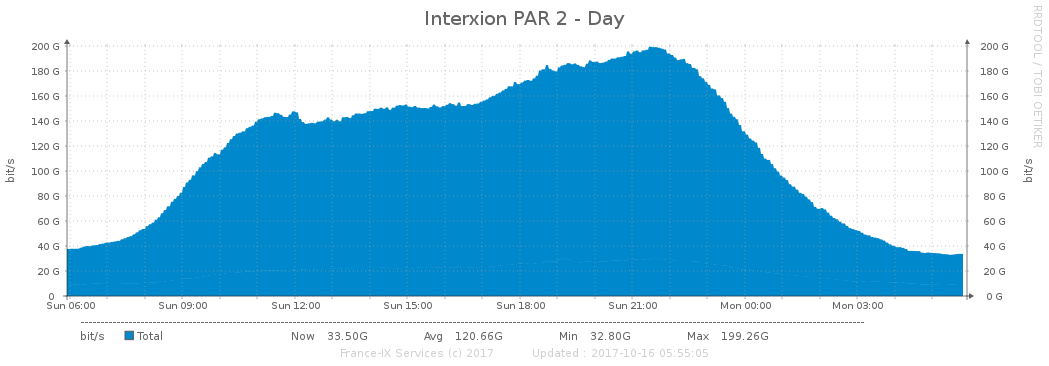 Interxion PAR 2 - Day
RRDTOOL / TOBI OETIKER
bit/s
200 G
180 G
160 G
140 G
120 G
100 G
80 G
60 G
40 G
20 G
0
200 G
180 G
160 G
140 G
120 G
100 G
80 G
60 G
40 G
20 G
0 G
bit/s
Sun 06:00 Sun 09:00 Sun 12:00 Sun 15:00 Sun 18:00 Sun 21:00 Mon 00:00 Mon 03:00
bit/s Total Now 33.50G Avg 120.66G Min 32.80G Max 199.26G
France-IX Services (c) 2017 Updated : 2017-10-16 05:55:05